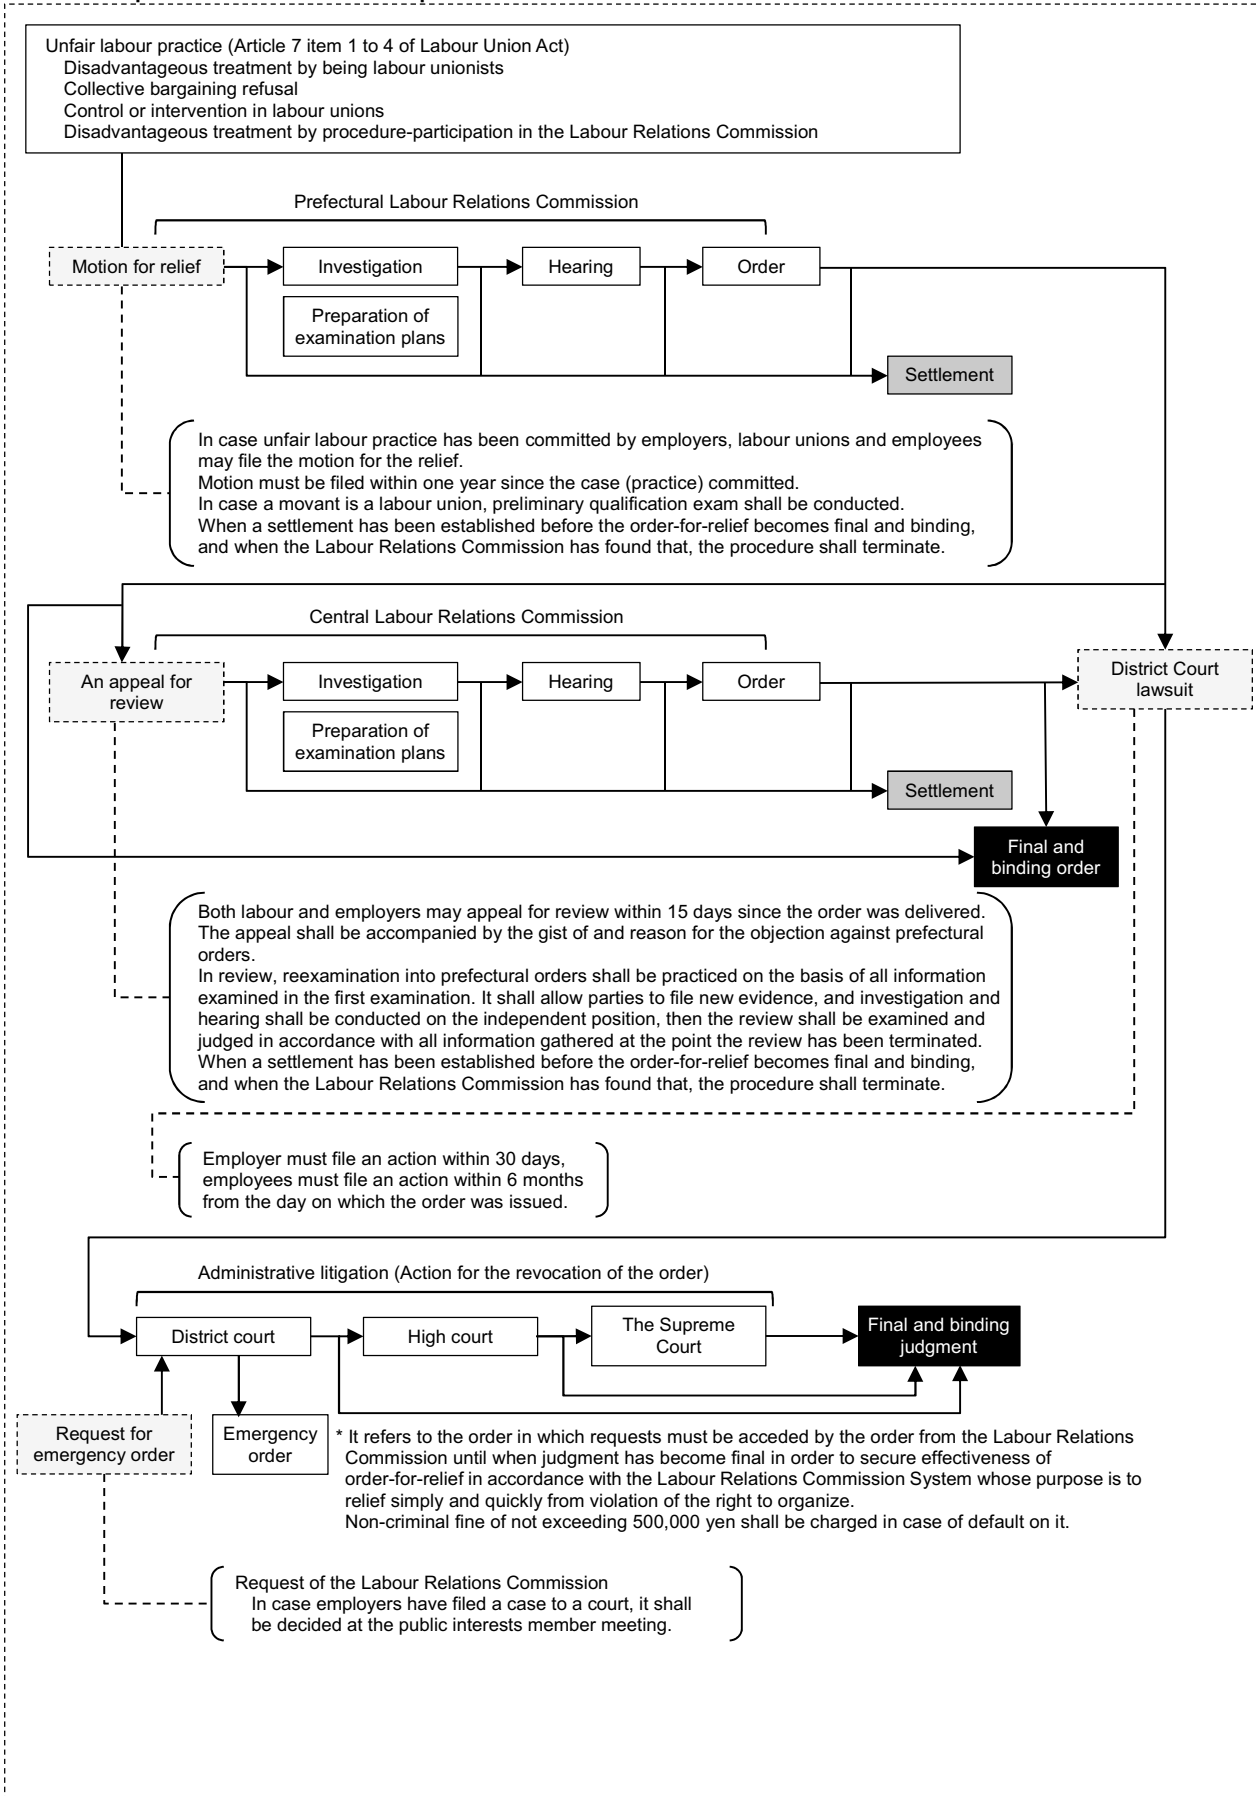 Unfair labour practice (Article 7 item 1 to 4 of Labour Union Act)
Disadvantageous treatment by being labour unionists
Collective bargaining refusal
Control or intervention in labour unions
Disadvantageous treatment by procedure-participation in the Labour Relations Commission
Prefectural Labour Relations Commission
Motion for relief
Investigation
Hearing
Order
Preparation of
examination plans
Settlement
In case unfair labour practice has been committed by employers, labour unions and employees
may file the motion for the relief.
Motion must be filed within one year since the case (practice) committed.
In case a movant is a labour union, preliminary qualification exam shall be conducted.
When a settlement has been established before the order-for-relief becomes final and binding,
and when the Labour Relations Commission has found that, the procedure shall terminate.
Central Labour Relations Commission
An appeal for
review
Investigation
Hearing
Order
District Court
lawsuit
Preparation of
examination plans
Settlement
Final and
binding order
Both labour and employers may appeal for review within 15 days since the order was delivered.
The appeal shall be accompanied by the gist of and reason for the objection against prefectural
orders.
In review, reexamination into prefectural orders shall be practiced on the basis of all information
examined in the first examination. It shall allow parties to file new evidence, and investigation and
hearing shall be conducted on the independent position, then the review shall be examined and
judged in accordance with all information gathered at the point the review has been terminated.
When a settlement has been established before the order-for-relief becomes final and binding,
and when the Labour Relations Commission has found that, the procedure shall terminate.
Employer must file an action within 30 days,
employees must file an action within 6 months
from the day on which the order was issued.
Administrative litigation (Action for the revocation of the order)
District court
High court
The Supreme
Court
Final and binding
judgment
Request for
emergency order
Emergency
order
* It refers to the order in which requests must be acceded by the order from the Labour Relations
Commission until when judgment has become final in order to secure effectiveness of
order-for-relief in accordance with the Labour Relations Commission System whose purpose is to
relief simply and quickly from violation of the right to organize.
Non-criminal fine of not exceeding 500,000 yen shall be charged in case of default on it.
Request of the Labour Relations Commission
In case employers have filed a case to a court, it shall
be decided at the public interests member meeting.